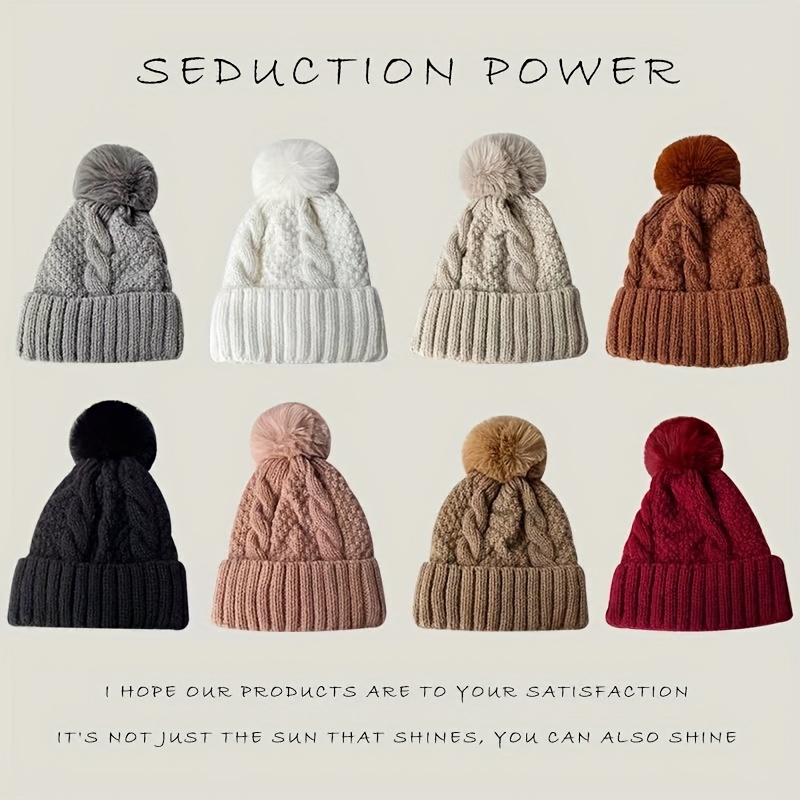 SEDUCTION POWER
I HOPE OUR PRODUCTS ARE TO YOUR SATISFACTION
IT'S NOT JUST THE SUN THAT SHINES, YOU CAN ALSO SHINE